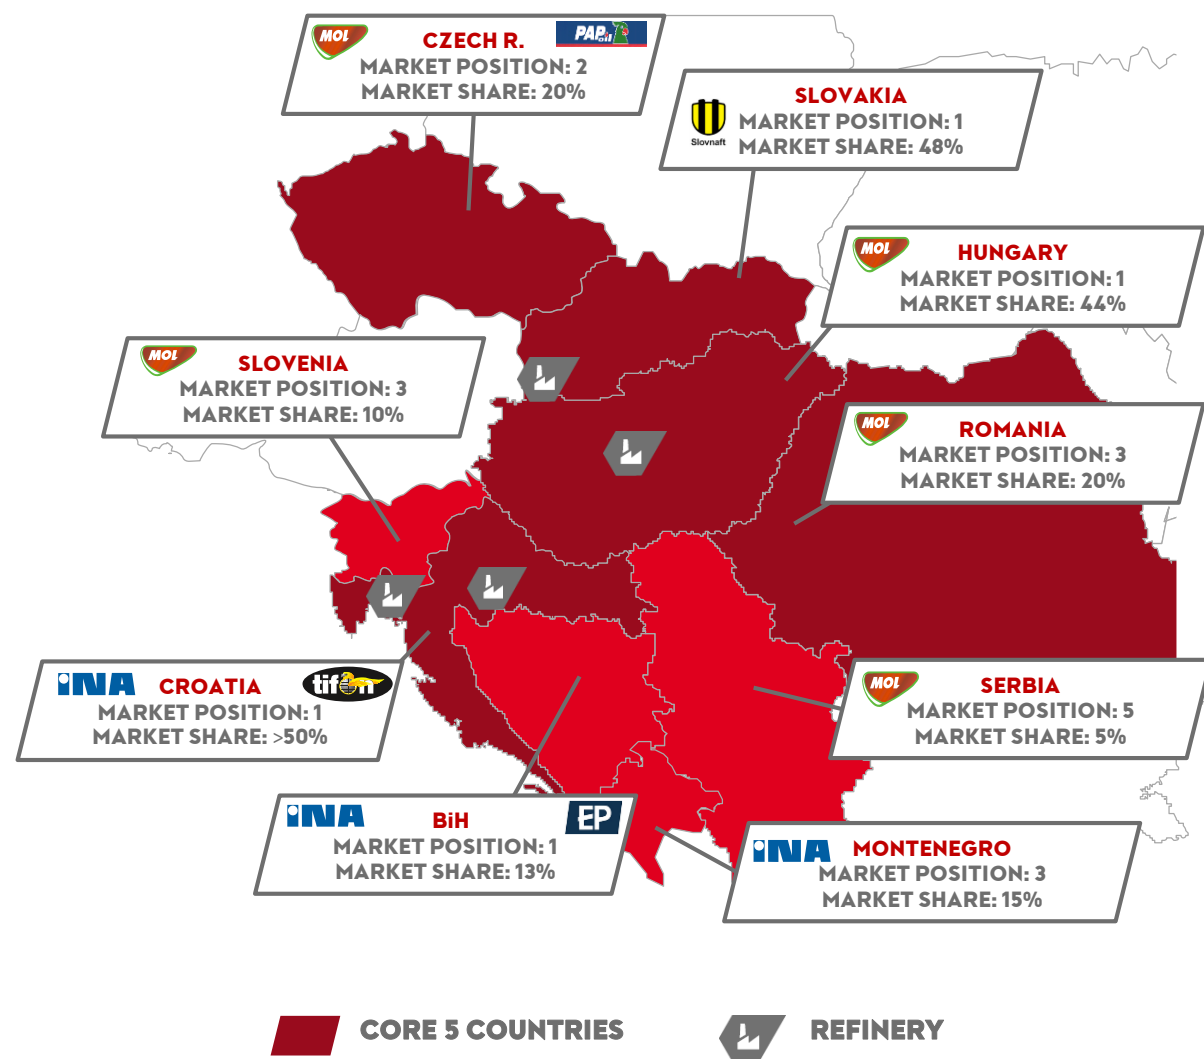 MOL
CZECH R.
PAP oil
MARKET POSITION: 2
MARKET SHARE: 20%
SLOVAKIA
MARKET POSITION: 1
MARKET SHARE: 48%
Slovnaft
MOL
HUNGARY
MARKET POSITION: 1
MARKET SHARE: 44%
MOL
SLOVENIA
MARKET POSITION: 3
MARKET SHARE: 10%
MOL
ROMANIA
MARKET POSITION: 3
MARKET SHARE: 20%
INA
CROATIA
tifon
MARKET POSITION: 1
MARKET SHARE: >50%
MOL
SERBIA
MARKET POSITION: 5
MARKET SHARE: 5%
INA
BiH
EP
MARKET POSITION: 1
MARKET SHARE: 13%
INA
MONTENEGRO
MARKET POSITION: 3
MARKET SHARE: 15%
CORE 5 COUNTRIES
REFINERY